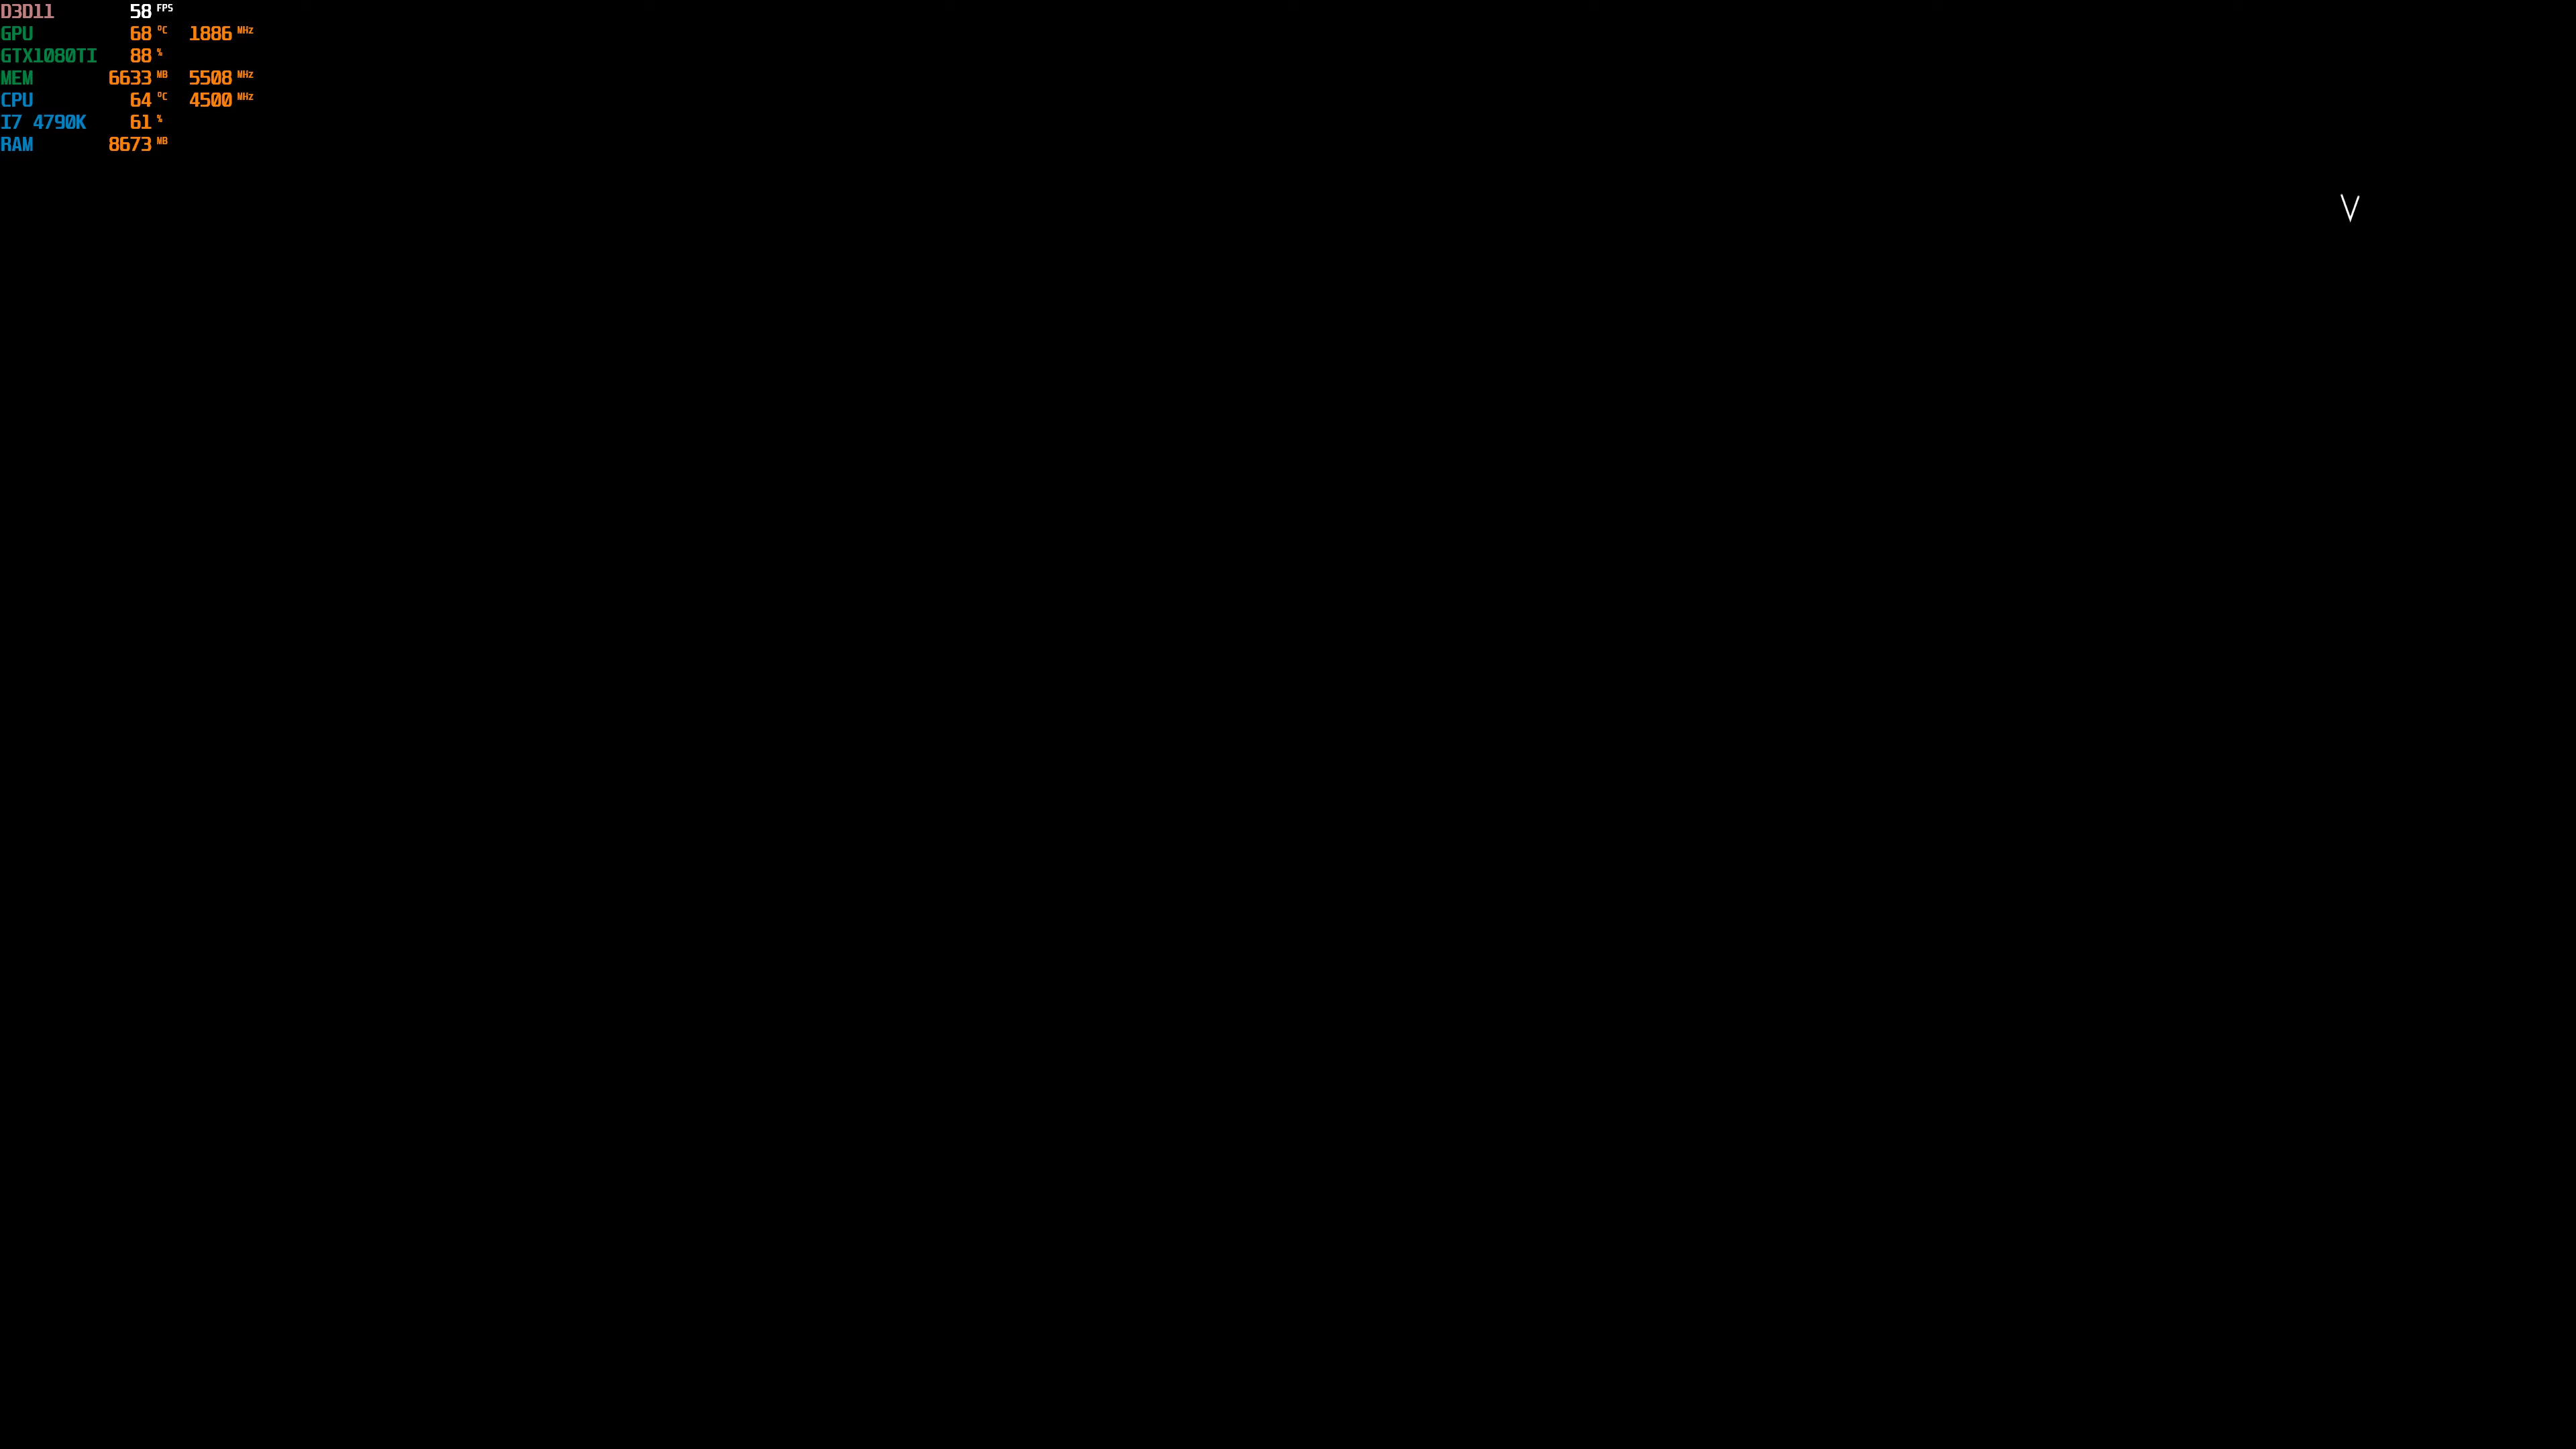 D3D11 58 FPS
GPU 68 °C 1886 MHz
GTX1080TI 88 %
MEM 6633 MB 5508 MHz
CPU 64 °C 4500 MHz
I7 4790K 61 %
RAM 8673 MB
V